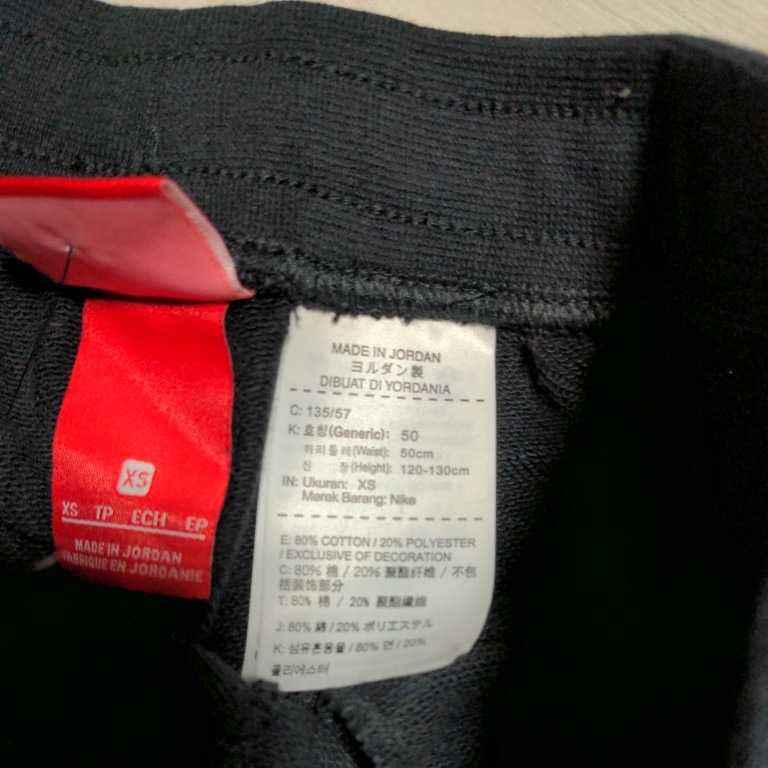 XS
XS TP ECH EP
MADE IN JORDAN
FABRIQUE EN JORDANIE
MADE IN JORDAN
ヨルダン製
DIBUAT DI YORDANIA
C: 135/57
K: 호칭(Generic): 50
허리둘레(Waist): 50cm
신 장(Height): 120-130cm
IN: Ukuran: XS
Merek Barang: Nike
E: 80% COTTON / 20% POLYESTER
/ EXCLUSIVE OF DECORATION
C: 80% 棉 / 20% 聚酯纤维 / 不包
括装饰部分
T: 80% 棉 / 20% 聚酯纖維
J: 80% 綿 / 20% ポリエステル
K: 섬유혼용율 / 80% 면 / 20%
폴리에스터